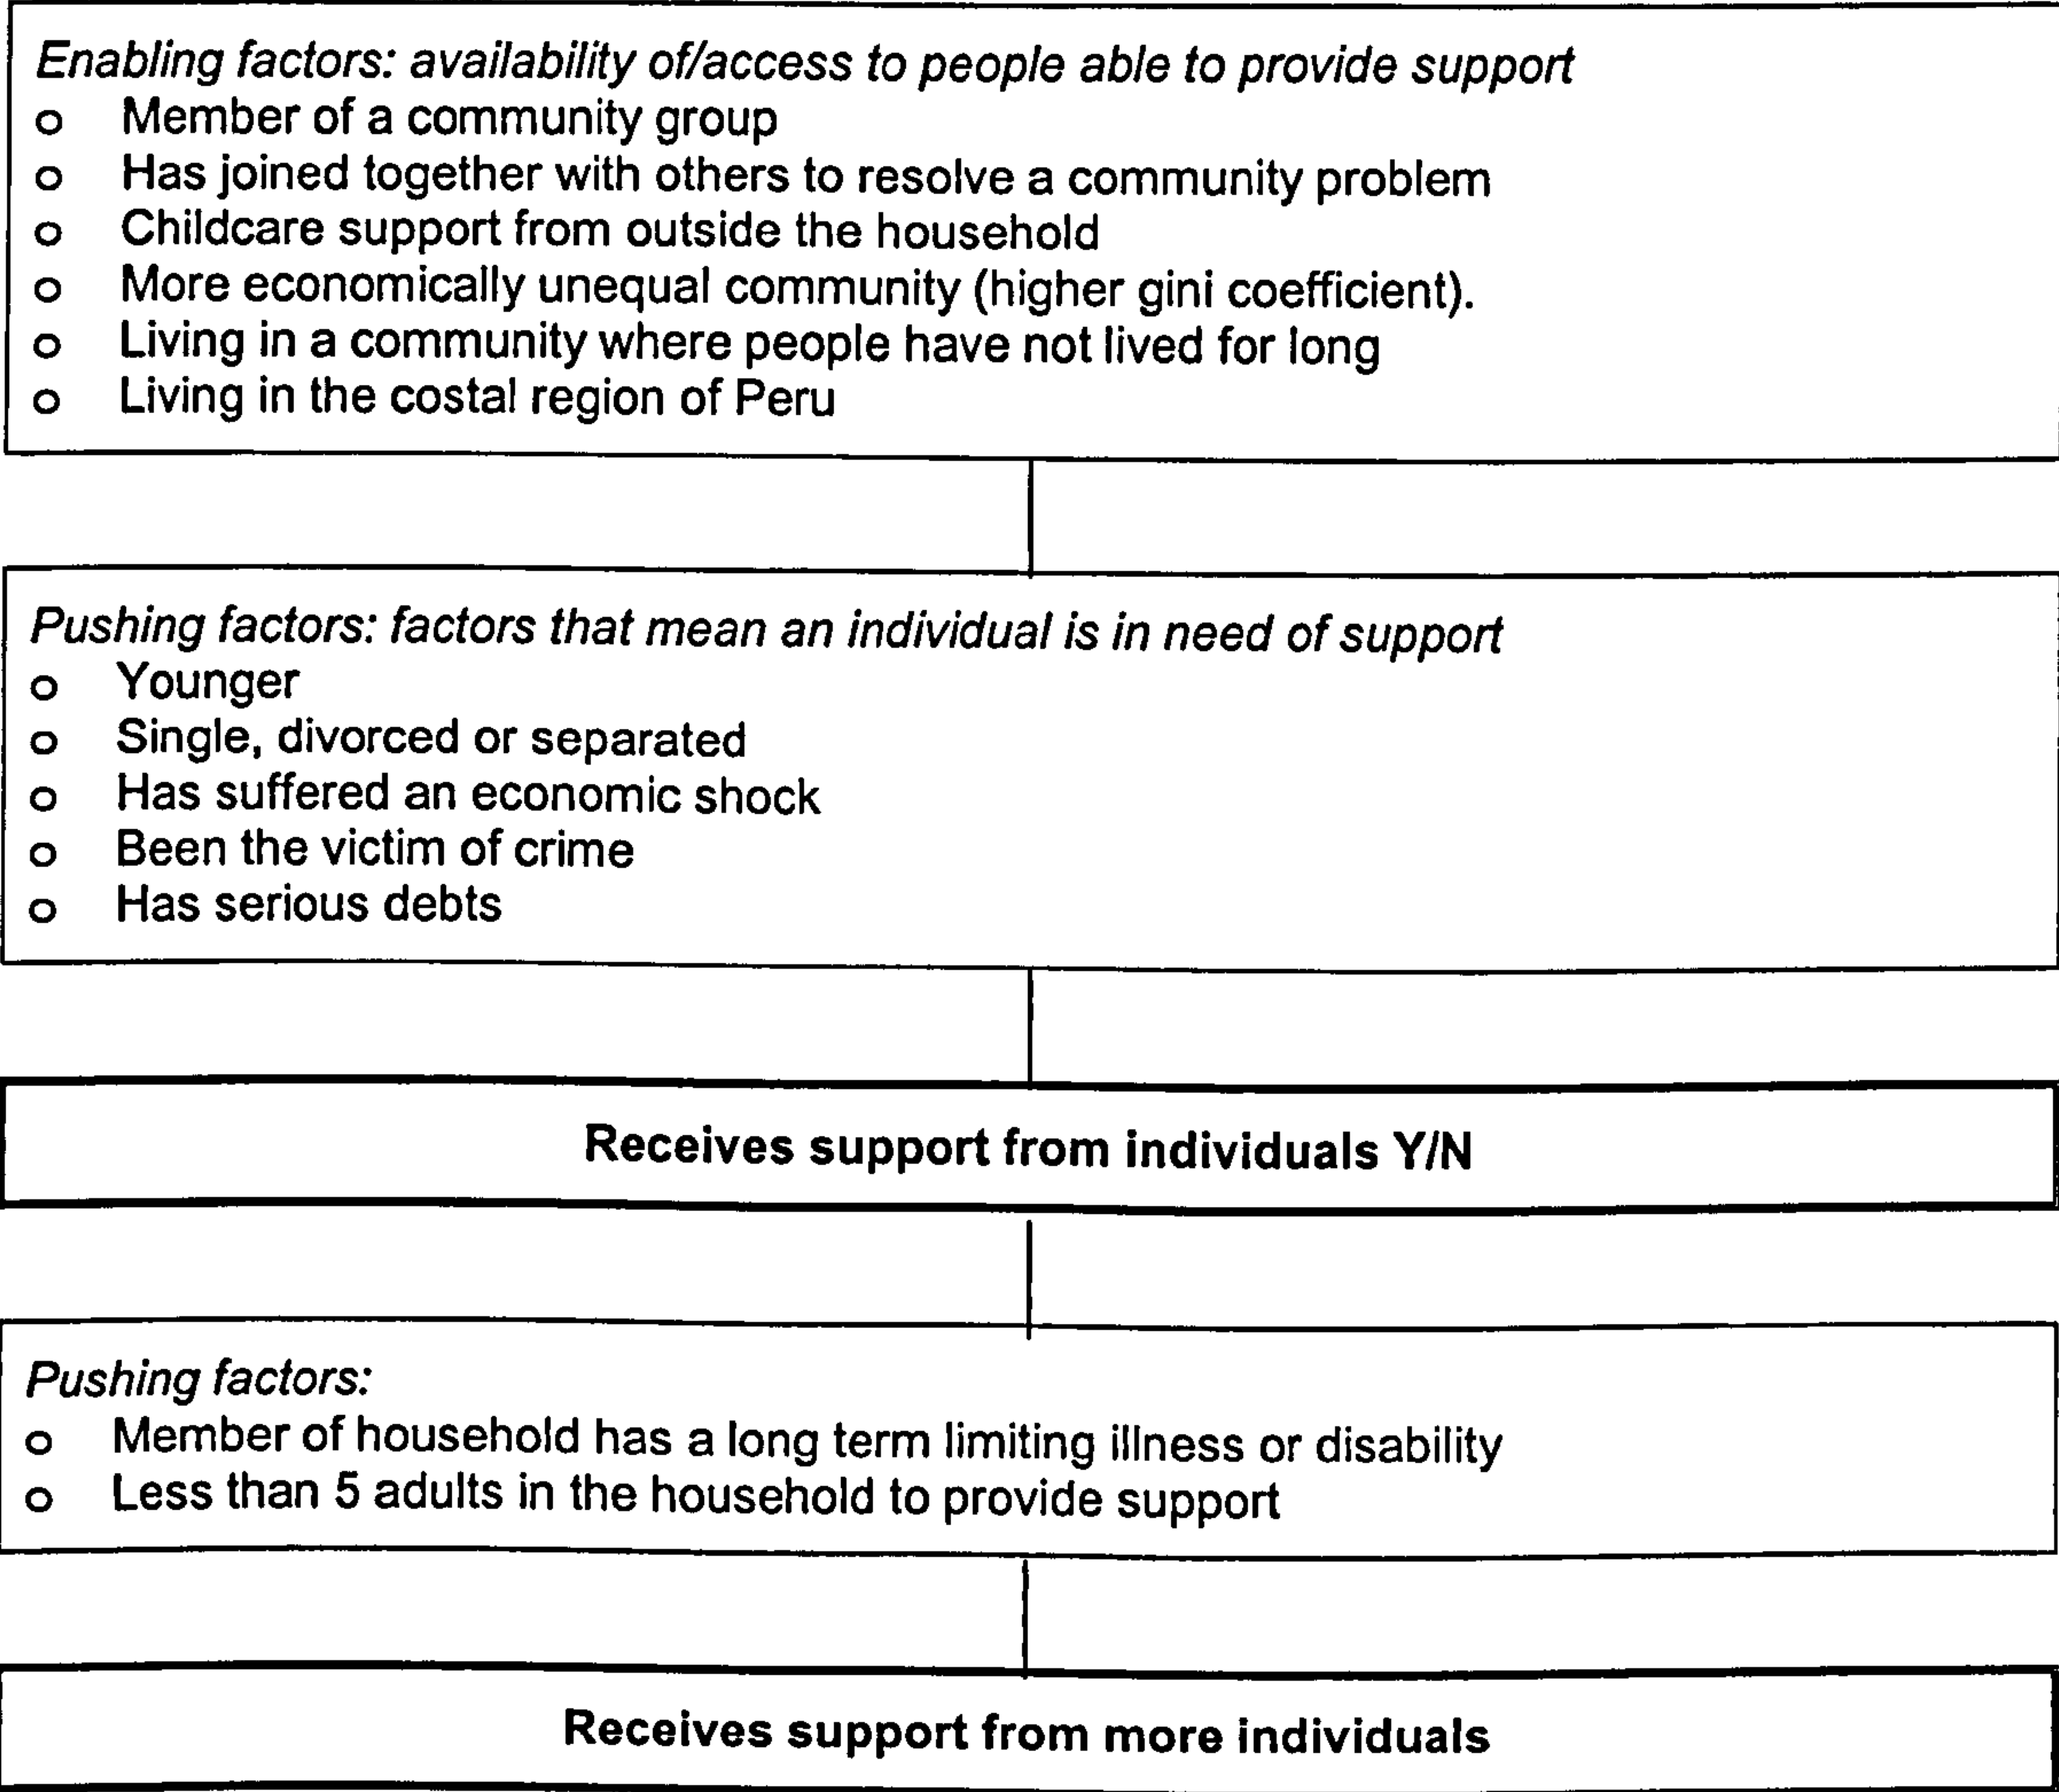 Enabling factors: availability of/access to people able to provide support
o Member of a community group
o Has joined together with others to resolve a community problem
o Childcare support from outside the household
o More economically unequal community (higher gini coefficient).
o Living in a community where people have not lived for long
o Living in the costal region of Peru
Pushing factors: factors that mean an individual is in need of support
o Younger
o Single, divorced or separated
o Has suffered an economic shock
o Been the victim of crime
o Has serious debts
Receives support from individuals Y/N
Pushing factors:
o Member of household has a long term limiting illness or disability
o Less than 5 adults in the household to provide support
Receives support from more individuals